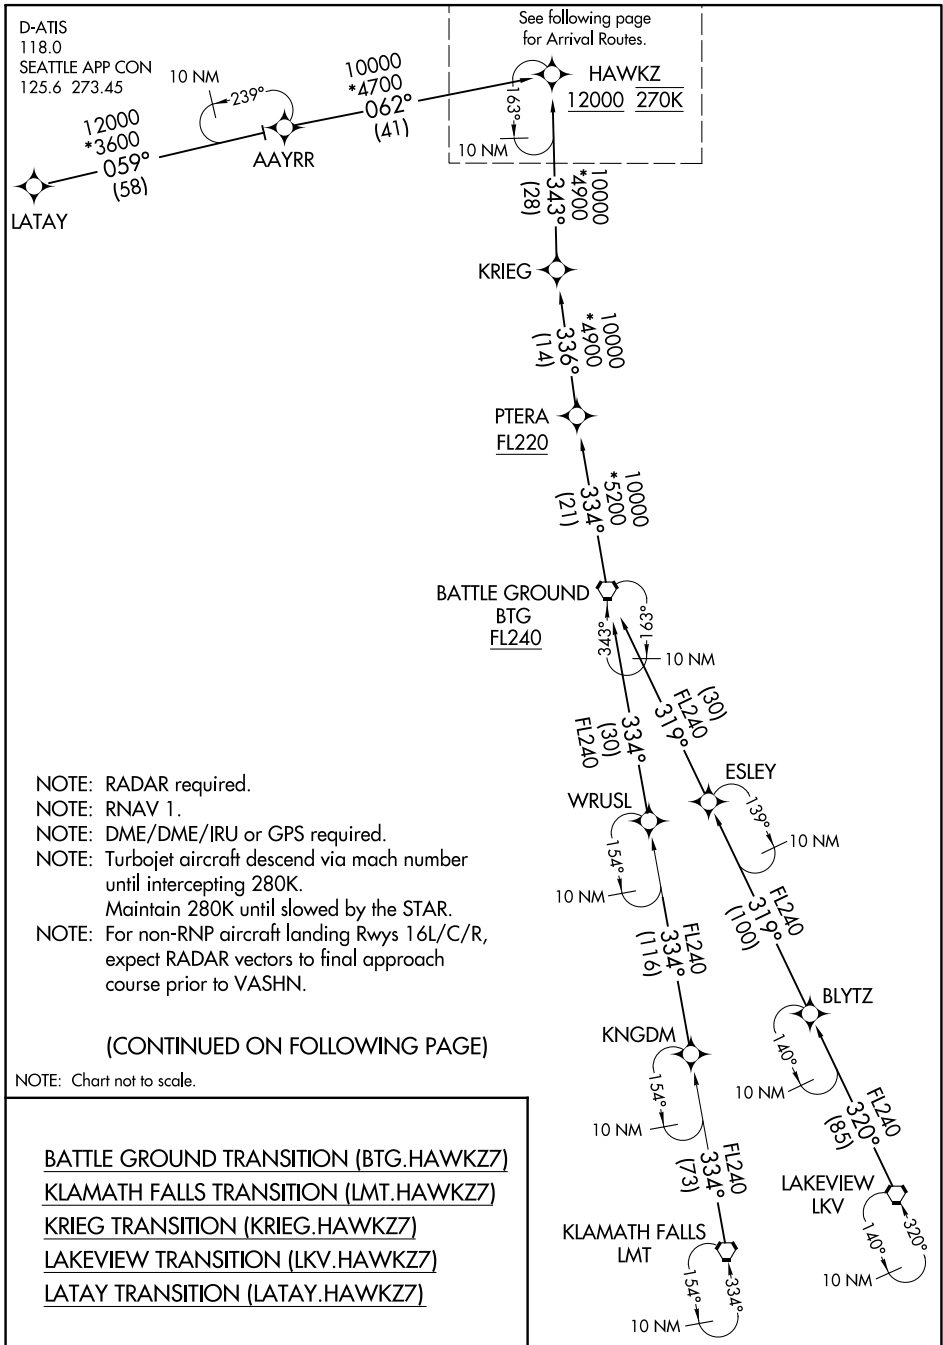 D-ATIS
118.0
SEATTLE APP CON
125.6 273.45
See following page
for Arrival Routes.
HAWKZ
12000 270K
163°
10 NM
10 NM
239°
AAYRR
10000
*4700
062°
(41)
12000
*3600
059°
(58)
LATAY
10000
*4900
343°
(28)
KRIEG
10000
*4900
336°
(14)
PTERA
FL220
10000
*5200
334°
(21)
BATTLE GROUND
BTG
FL240
343°
163°
10 NM
FL240
(30)
334°
(30)
FL240
319°
WRUSL
154°
10 NM
ESLEY
139°
10 NM
FL240
334°
(116)
FL240
319°
(100)
KNGDM
154°
10 NM
BLYTZ
140°
10 NM
FL240
334°
(73)
FL240
320°
(85)
KLAMATH FALLS
LMT
154°
334°
10 NM
LAKEVIEW
LKV
140°
320°
10 NM
NOTE: RADAR required.
NOTE: RNAV 1.
NOTE: DME/DME/IRU or GPS required.
NOTE: Turbojet aircraft descend via mach number
until intercepting 280K.
Maintain 280K until slowed by the STAR.
NOTE: For non-RNP aircraft landing Rwys 16L/C/R,
expect RADAR vectors to final approach
course prior to VASHN.
(CONTINUED ON FOLLOWING PAGE)
NOTE: Chart not to scale.
BATTLE GROUND TRANSITION (BTG.HAWKZ7)
KLAMATH FALLS TRANSITION (LMT.HAWKZ7)
KRIEG TRANSITION (KRIEG.HAWKZ7)
LAKEVIEW TRANSITION (LKV.HAWKZ7)
LATAY TRANSITION (LATAY.HAWKZ7)